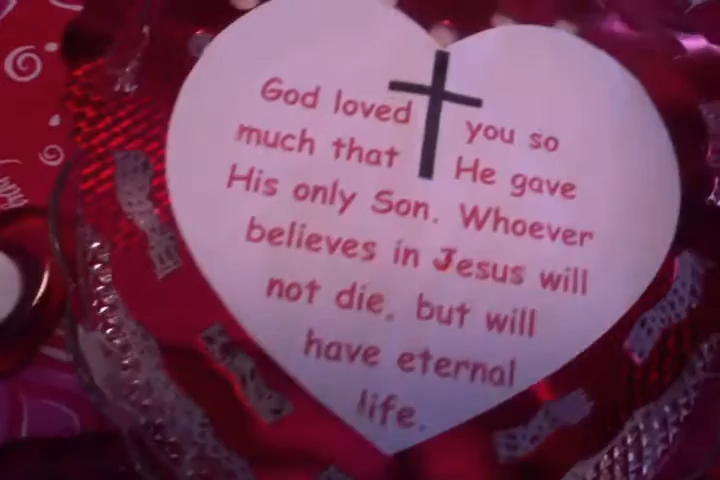 God loved you so
much that He gave
His only Son. Whoever
believes in Jesus will
not die, but will
have eternal
life.